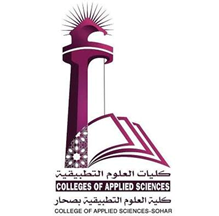 كليات العلوم التطبيقية
COLLEGES OF APPLIED SCIENCES
كلية العلوم التطبيقية بصحار
COLLEGE OF APPLIED SCIENCES-SOHAR